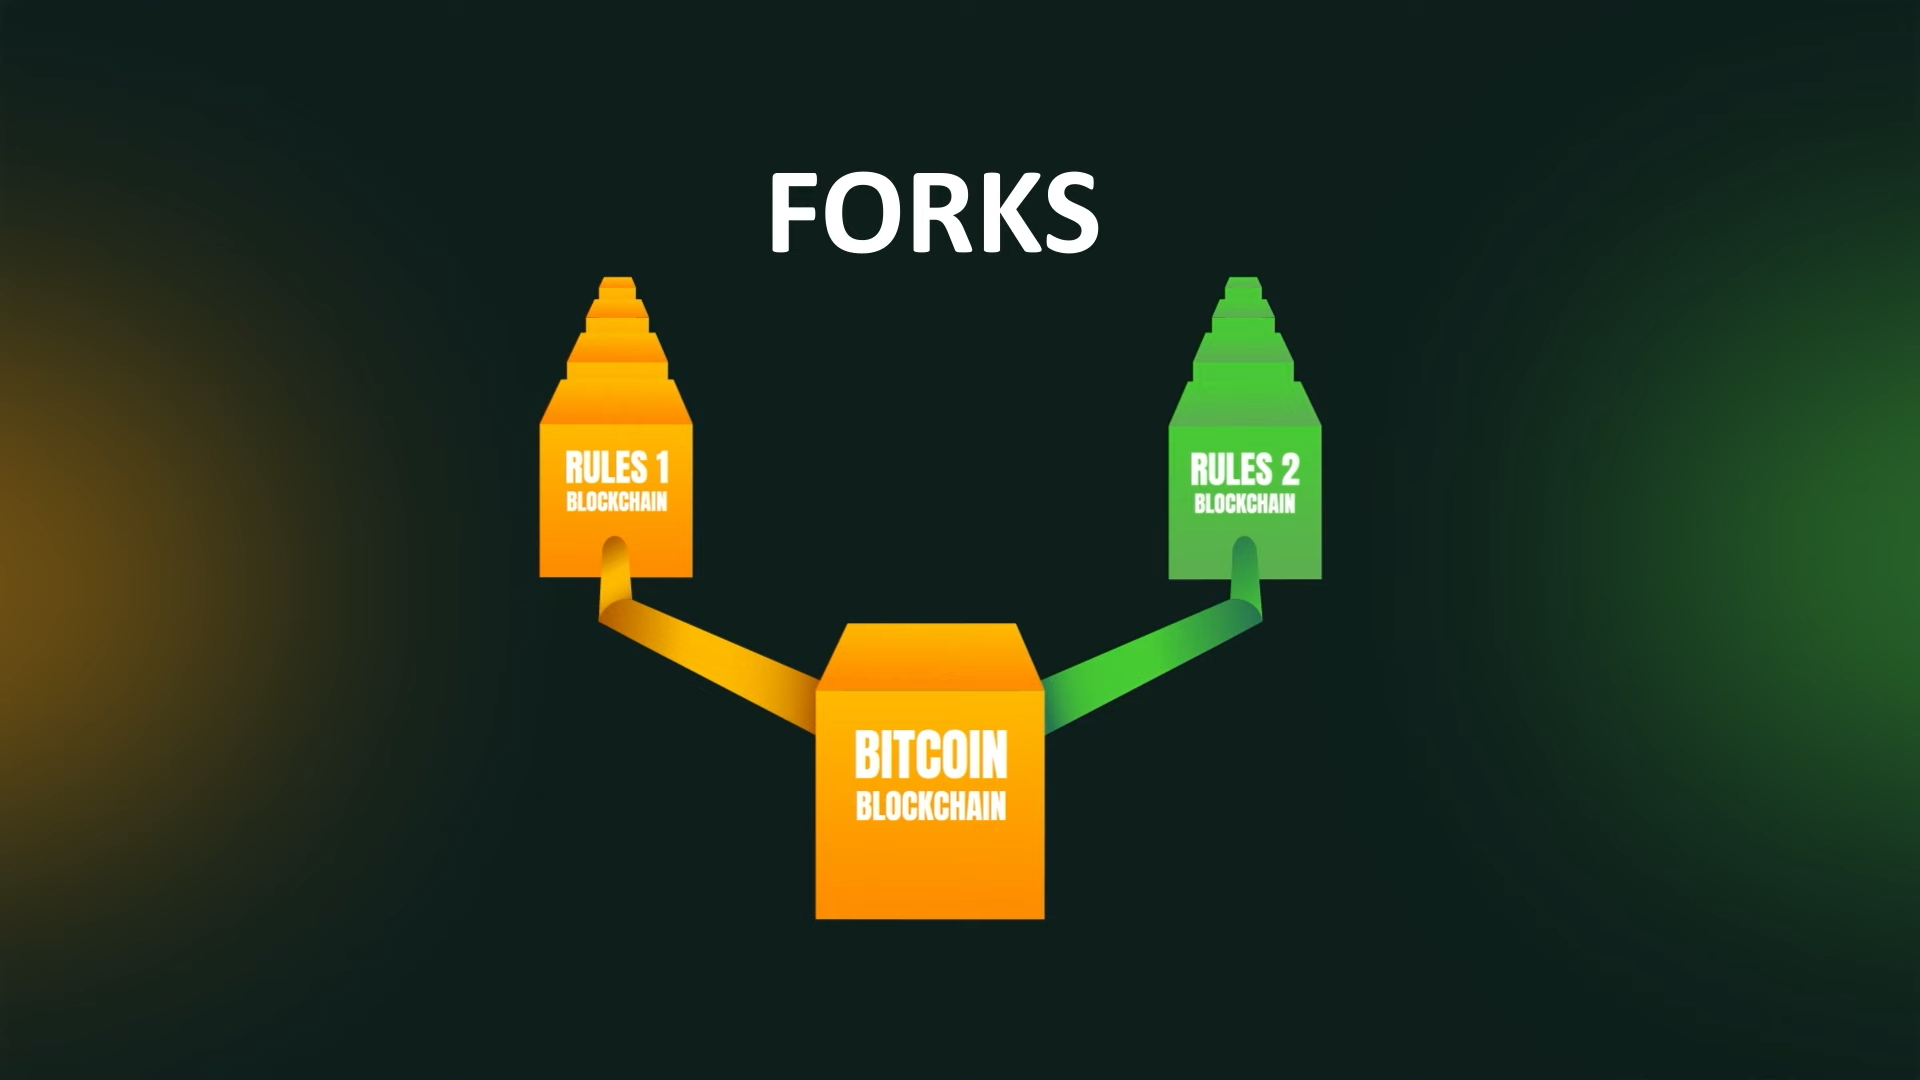 FORKS
RULES 1
BLOCKCHAIN
RULES 2
BLOCKCHAIN
BITCOIN
BLOCKCHAIN